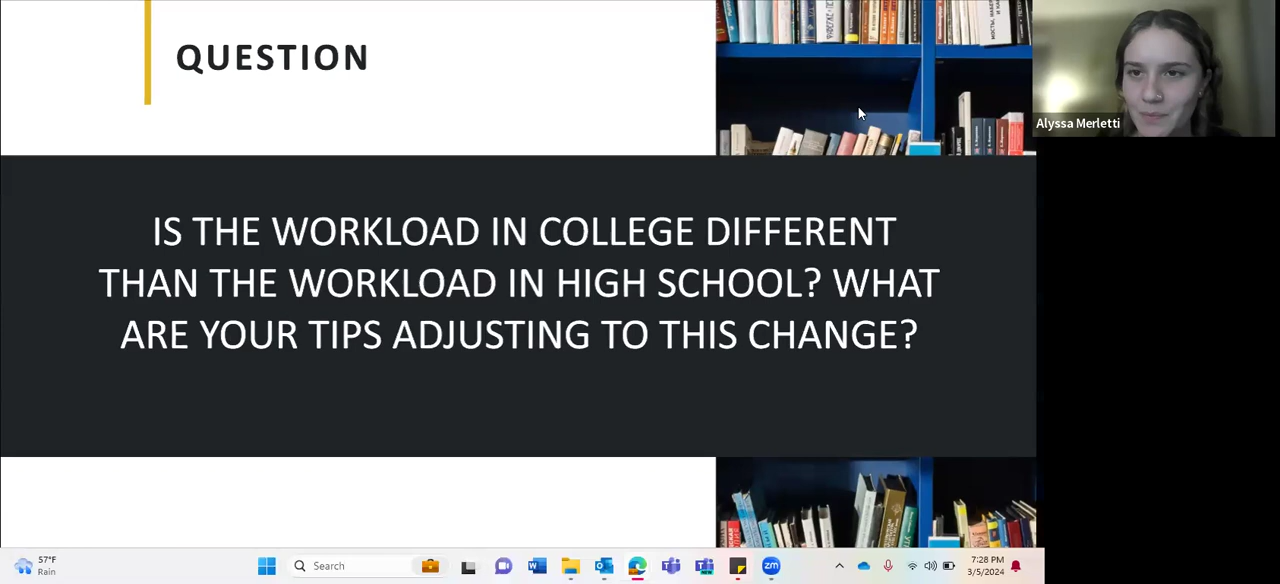 QUESTION
Alyssa Merletti
IS THE WORKLOAD IN COLLEGE DIFFERENT
THAN THE WORKLOAD IN HIGH SCHOOL? WHAT
ARE YOUR TIPS ADJUSTING TO THIS CHANGE?
57°F
Rain
Search
zm
7:28 PM
3/5/2024